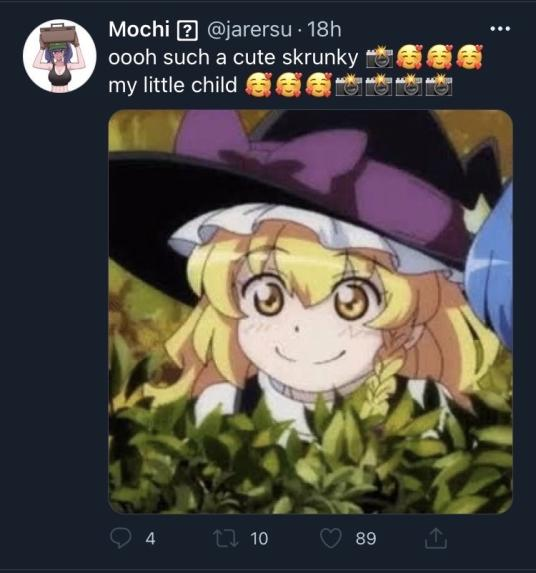 Mochi ? @jarersu · 18h
oooh such a cute skrunky 📸🥰🥰🥰
my little child 🥰🥰🥰📸📸📸📸
4 10 89